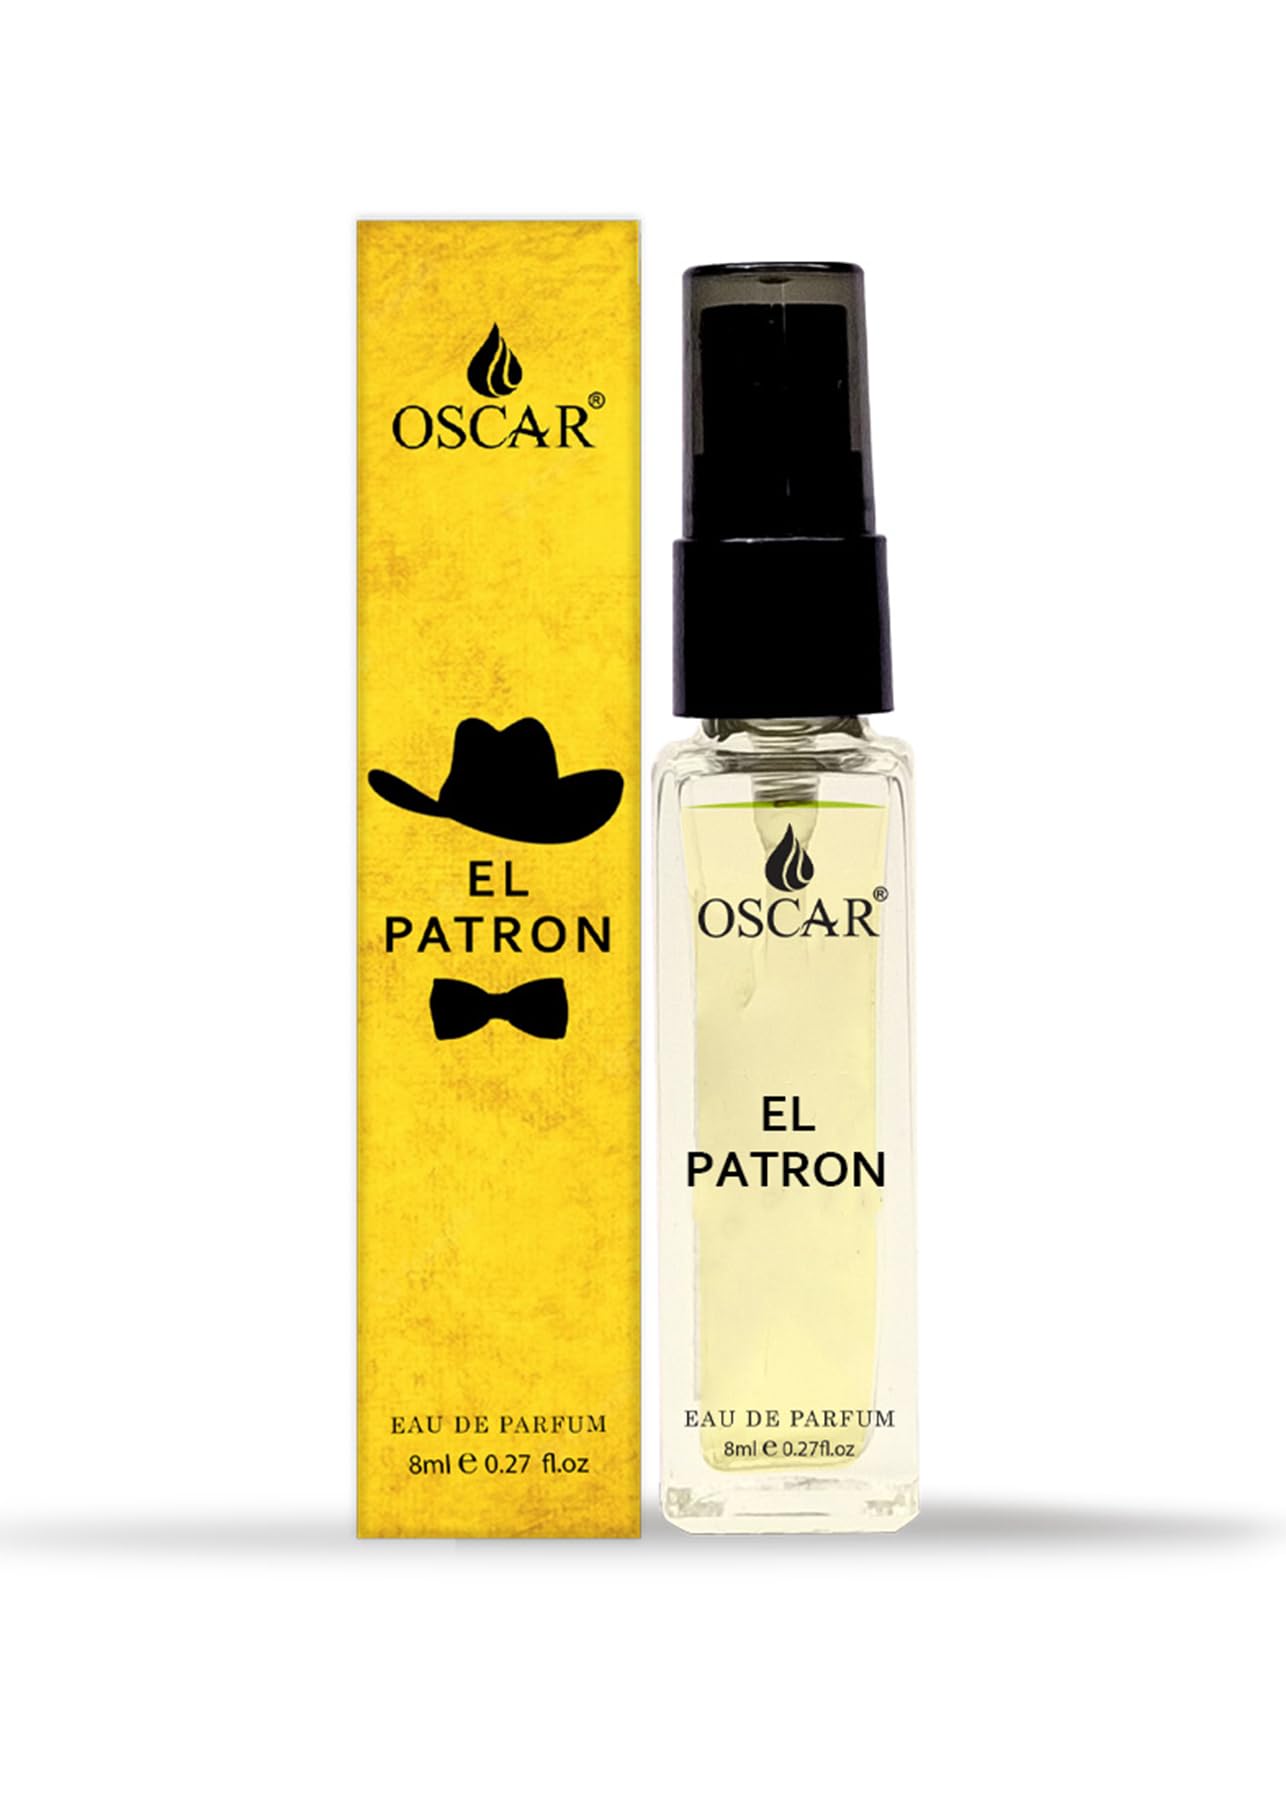 OSCAR®
EL
PATRON
EAU DE PARFUM
8ml e 0.27 fl.oz
OSCAR®
EL
PATRON
EAU DE PARFUM
8ml e 0.27fl.oz